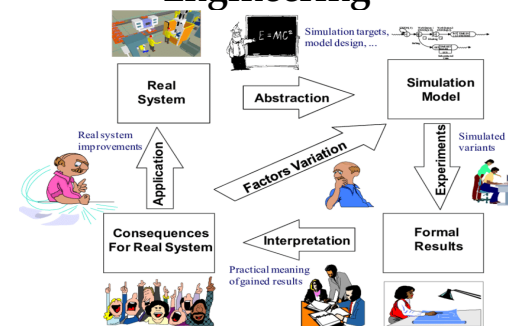 Engineering
E = MC²
Simulation targets,
model design, ...
Real
System
Abstraction
Simulation
Model
Real system
improvements
Application
Factors Variation
Experiments
Simulated
variants
Consequences
For Real System
Interpretation
Formal
Results
Practical meaning
of gained results